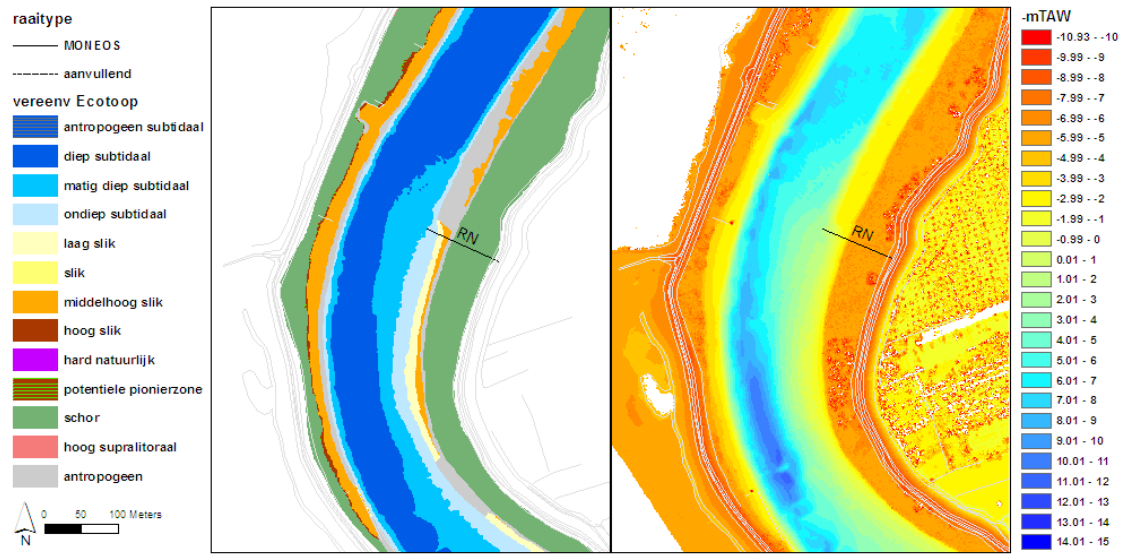 raaitype
MONEOS
aanvullend
vereenv Ecotoop
antropogeen subtidaal
diep subtidaal
matig diep subtidaal
ondiep subtidaal
laag slik
slik
middelhoog slik
hoog slik
hard natuurlijk
potentiele pionierzone
schor
hoog supralitoraal
antropogeen
N
0 50 100 Meters
RN
RN
-mTAW
-10.93 - -10
-9.99 - -9
-8.99 - -8
-7.99 - -7
-6.99 - -6
-5.99 - -5
-4.99 - -4
-3.99 - -3
-2.99 - -2
-1.99 - -1
-0.99 - 0
0.01 - 1
1.01 - 2
2.01 - 3
3.01 - 4
4.01 - 5
5.01 - 6
6.01 - 7
7.01 - 8
8.01 - 9
9.01 - 10
10.01 - 11
11.01 - 12
12.01 - 13
13.01 - 14
14.01 - 15